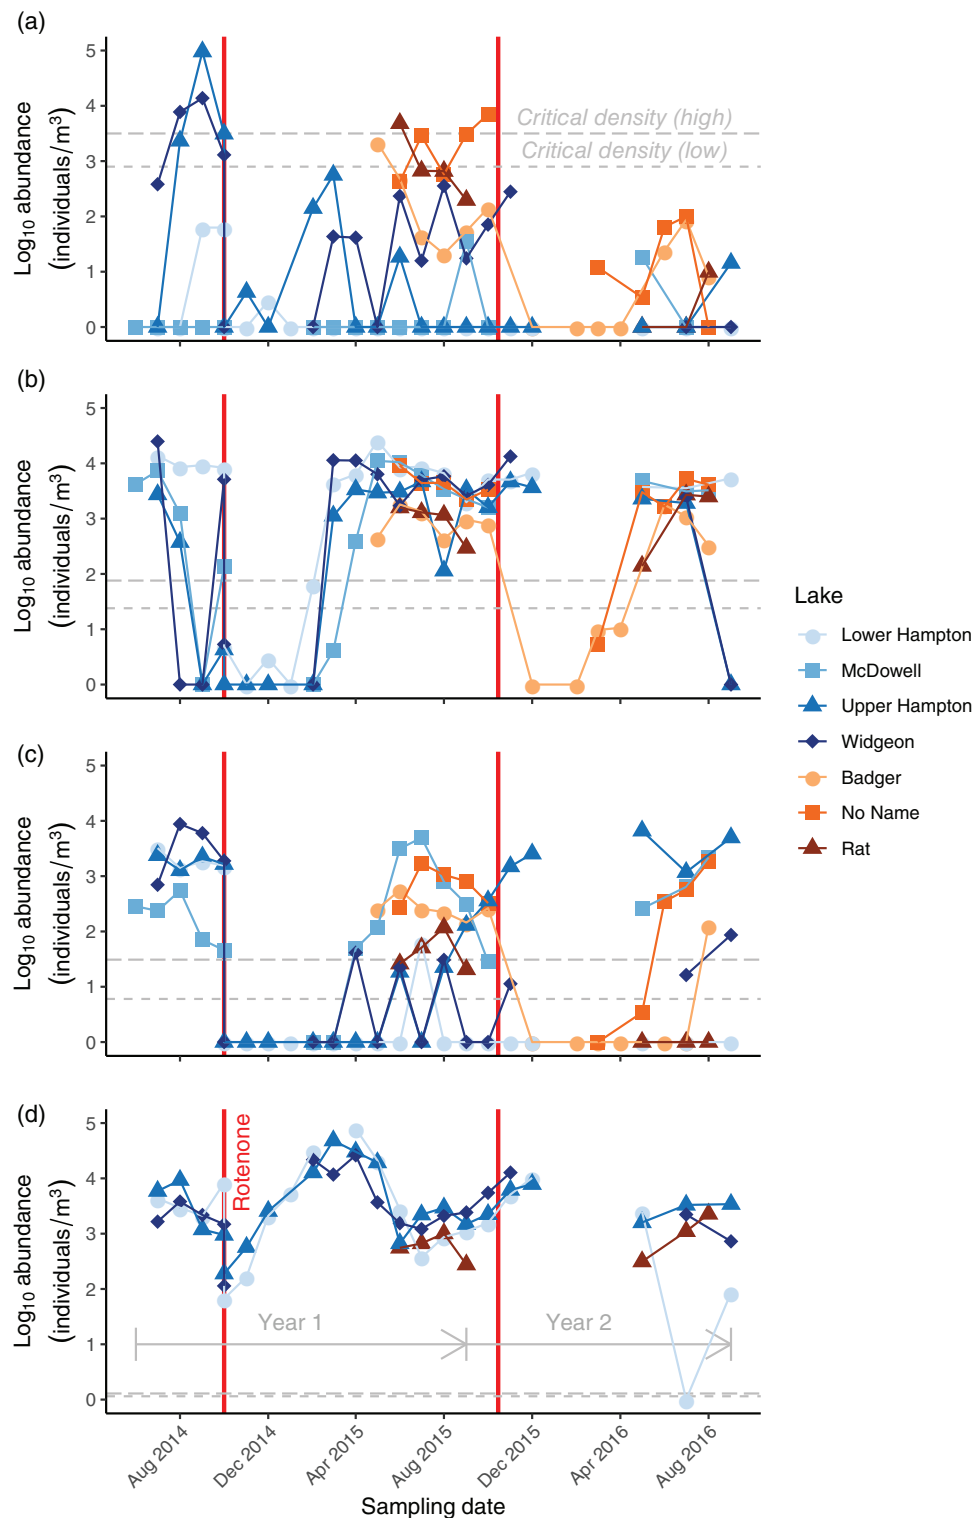 (a)
5
4
3
2
1
0
Log10 abundance
(individuals/m3)
Critical density (high)
Critical density (low)
(b)
5
4
3
2
1
0
Log10 abundance
(individuals/m3)
Lake
Lower Hampton
McDowell
Upper Hampton
Widgeon
Badger
No Name
Rat
(c)
5
4
3
2
1
0
Log10 abundance
(individuals/m3)
(d)
5
4
3
2
1
0
Log10 abundance
(individuals/m3)
Rotenone
Year 1
Year 2
Aug 2014
Dec 2014
Apr 2015
Aug 2015
Dec 2015
Apr 2016
Aug 2016
Sampling date